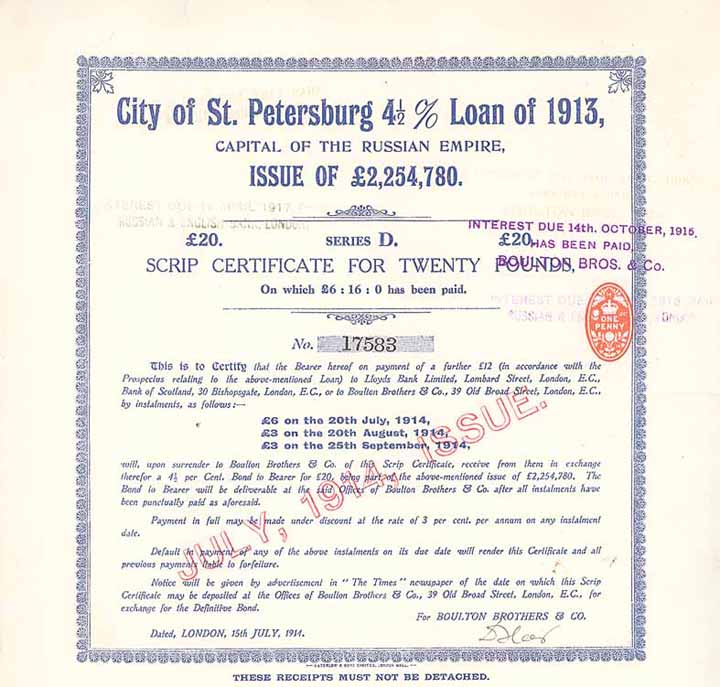 City of St. Petersburg 4½ % Loan of 1913,
CAPITAL OF THE RUSSIAN EMPIRE,
ISSUE OF £2,254,780.
APRIL 1917
RUSSIAN & ENGLISH BANK, LONDON
INTEREST DUE 14th. OCTOBER, 1915,
HAS BEEN PAID,
BOULTON BROS. & Co.
£20. SERIES D. £20.
SCRIP CERTIFICATE FOR TWENTY POUNDS,
On which £6 : 16 : 0 has been paid.
INTEREST DUE
ONE
PENNY
No. 17583
This is to Certify that the Bearer hereof on payment of a further £12 (in accordance with the
Prospectus relating to the above-mentioned Loan) to Lloyds Bank Limited, Lombard Street, London, E.C.,
Bank of Scotland, 30 Bishopsgate, London, E.C., or to Boulton Brothers & Co., 39 Old Broad Street, London, E.C.,
by instalments, as follows:—
£6 on the 20th July, 1914,
£3 on the 20th August, 1914,
£3 on the 25th September, 1914,
JULY, 1914, ISSUE.
will, upon surrender to Boulton Brothers & Co. of this Scrip Certificate, receive from them in exchange
therefor a 4½ per Cent. Bond to Bearer for £20, being part of the above-mentioned issue of £2,254,780. The
Bond to Bearer will be deliverable at the said Offices of Boulton Brothers & Co. after all instalments have
been punctually paid as aforesaid.
Payment in full may be made under discount at the rate of 3 per cent. per annum on any instalment
date.
Default in payment of any of the above instalments on its due date will render this Certificate and all
previous payments liable to forfeiture.
Notice will be given by advertisement in "The Times" newspaper of the date on which this Scrip
Certificate may be deposited at the Offices of Boulton Brothers & Co., 39 Old Broad Street, London, E.C., for
exchange for the Definitive Bond.
For BOULTON BROTHERS & CO.
Dated, LONDON, 15th JULY, 1914.
WATERLOW & SONS LIMITED, LONDON WALL.
THESE RECEIPTS MUST NOT BE DETACHED.